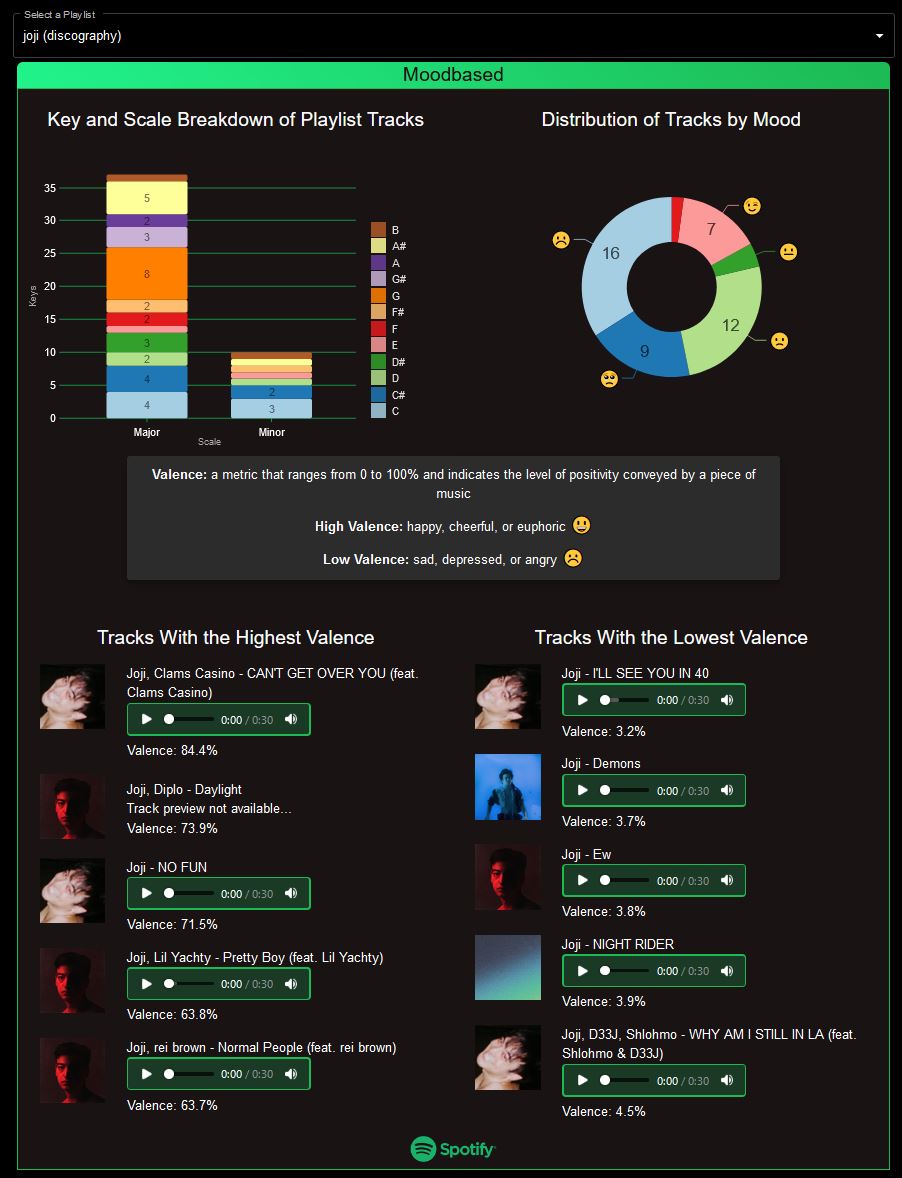 Select a Playlist
joji (discography)
Moodbased
Key and Scale Breakdown of Playlist Tracks
Distribution of Tracks by Mood
35
30
25
20
15
10
5
0
Keys
5
2
3
8
2
2
3
2
4
4
2
3
Major
Minor
Scale
B
A#
A
G#
G
F#
F
E
D#
D
C#
C
7
12
9
16
Valence: a metric that ranges from 0 to 100% and indicates the level of positivity conveyed by a piece of
music
High Valence: happy, cheerful, or euphoric 😃
Low Valence: sad, depressed, or angry ☹️
Tracks With the Highest Valence
Joji, Clams Casino - CAN'T GET OVER YOU (feat.
Clams Casino)
0:00 / 0:30
Valence: 84.4%
Joji, Diplo - Daylight
Track preview not available...
Valence: 73.9%
Joji - NO FUN
0:00 / 0:30
Valence: 71.5%
Joji, Lil Yachty - Pretty Boy (feat. Lil Yachty)
0:00 / 0:30
Valence: 63.8%
Joji, rei brown - Normal People (feat. rei brown)
0:00 / 0:30
Valence: 63.7%
Tracks With the Lowest Valence
Joji - I'LL SEE YOU IN 40
0:00 / 0:30
Valence: 3.2%
Joji - Demons
0:00 / 0:30
Valence: 3.7%
Joji - Ew
0:00 / 0:30
Valence: 3.8%
Joji - NIGHT RIDER
0:00 / 0:30
Valence: 3.9%
Joji, D33J, Shlohmo - WHY AM I STILL IN LA (feat.
Shlohmo & D33J)
0:00 / 0:30
Valence: 4.5%
Spotify